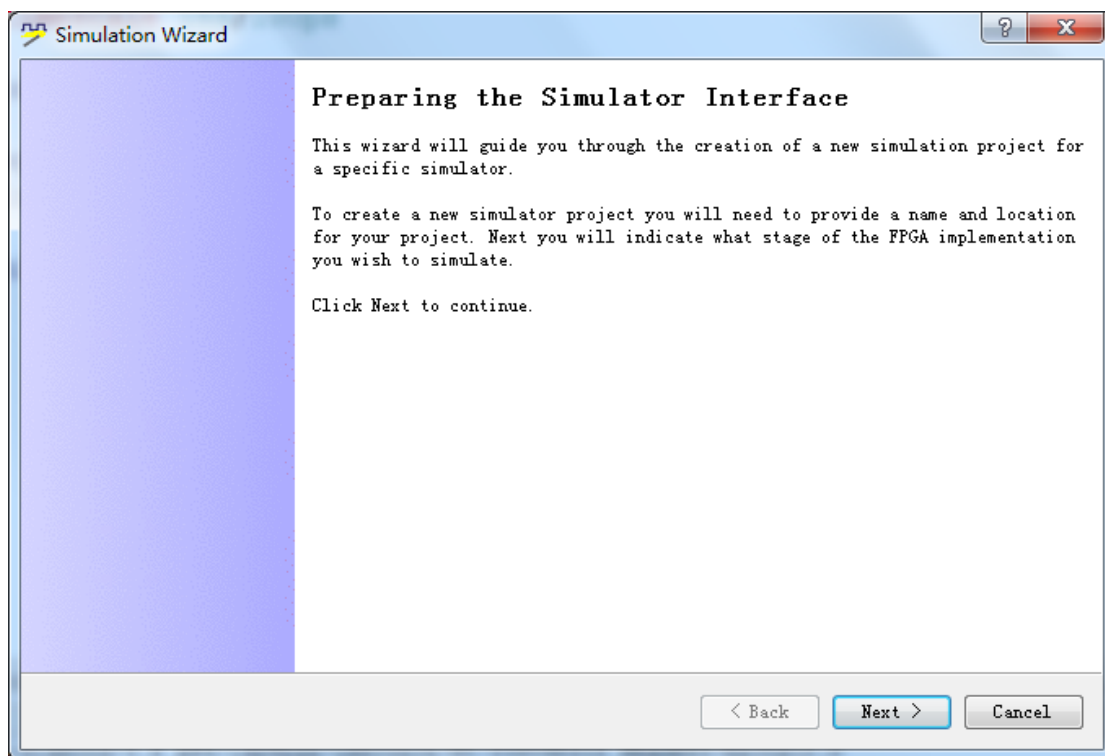 Simulation Wizard
Preparing the Simulator Interface
This wizard will guide you through the creation of a new simulation project for
a specific simulator.
To create a new simulator project you will need to provide a name and location
for your project. Next you will indicate what stage of the FPGA implementation
you wish to simulate.
Click Next to continue.
< Back Next > Cancel